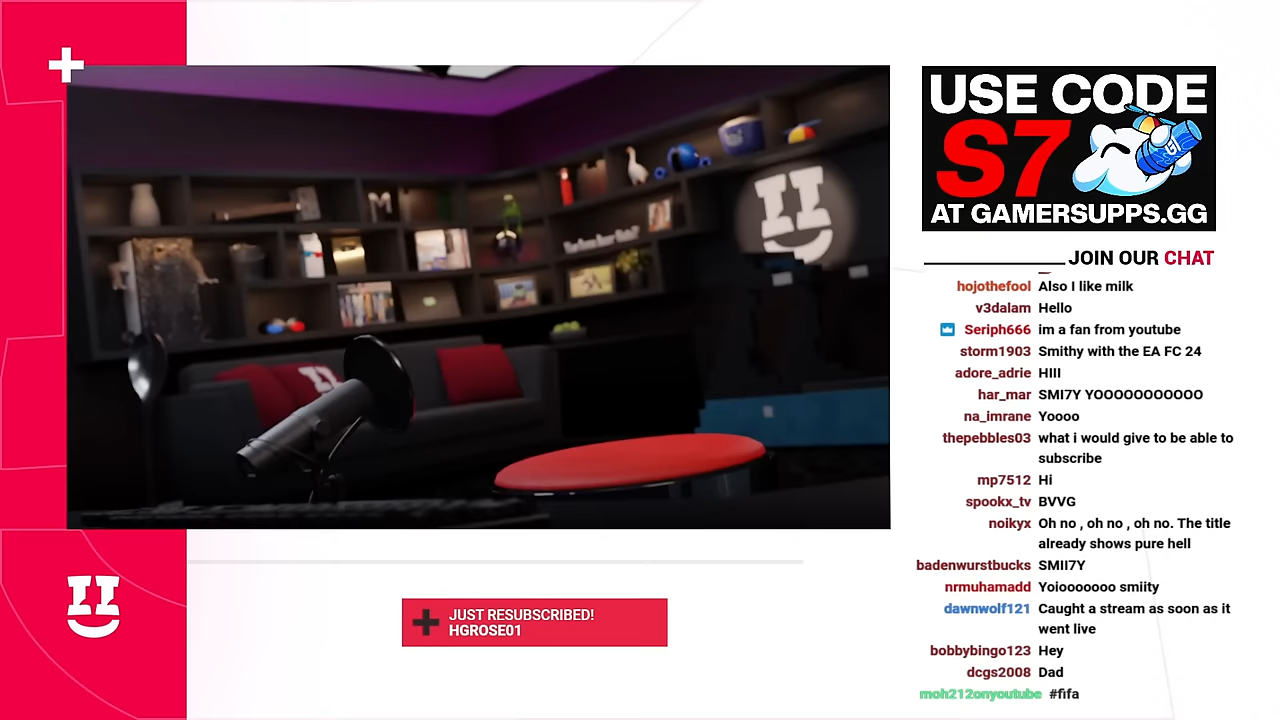 USE CODE
S7
AT GAMERSUPPS.GG
JOIN OUR CHAT
hojothefool Also I like milk
v3dalam Hello
Seriph666 im a fan from youtube
storm1903 Smithy with the EA FC 24
adore_adrie HIII
har_mar SMI7Y YOOOOOOOOOOO
na_imrane Yoooo
thepebbles03 what i would give to be able to
subscribe
mp7512 Hi
spookx_tv BVVG
noikyx Oh no , oh no , oh no. The title
already shows pure hell
badenwurstbucks SMII7Y
nrmuhamadd Yoiooooooo smiity
dawnwolf121 Caught a stream as soon as it
went live
bobbybingo123 Hey
dcgs2008 Dad
moh212onyoutube #fifa
JUST RESUBSCRIBED!
HGROSE01